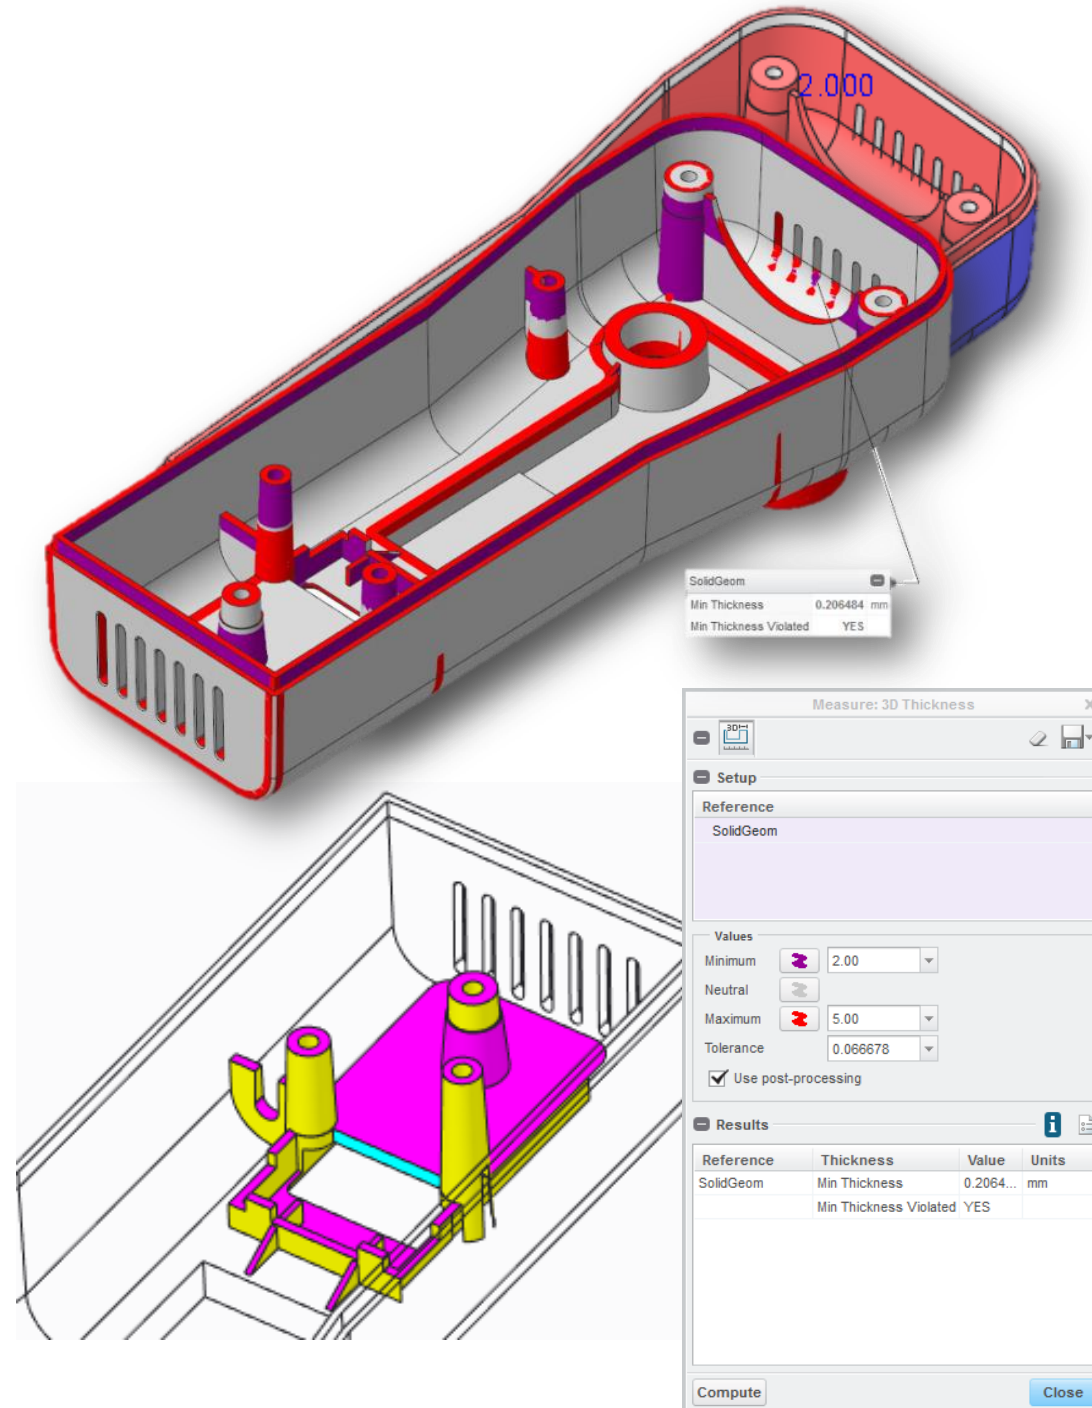 2.000
SolidGeom
Min Thickness 0.206484 mm
Min Thickness Violated YES
Measure: 3D Thickness
3D
Setup
Reference
SolidGeom
Values
Minimum 2.00
Neutral
Maximum 5.00
Tolerance 0.066678
Use post-processing
Results
Reference Thickness Value Units
SolidGeom Min Thickness 0.2064... mm
Min Thickness Violated YES
Compute Close